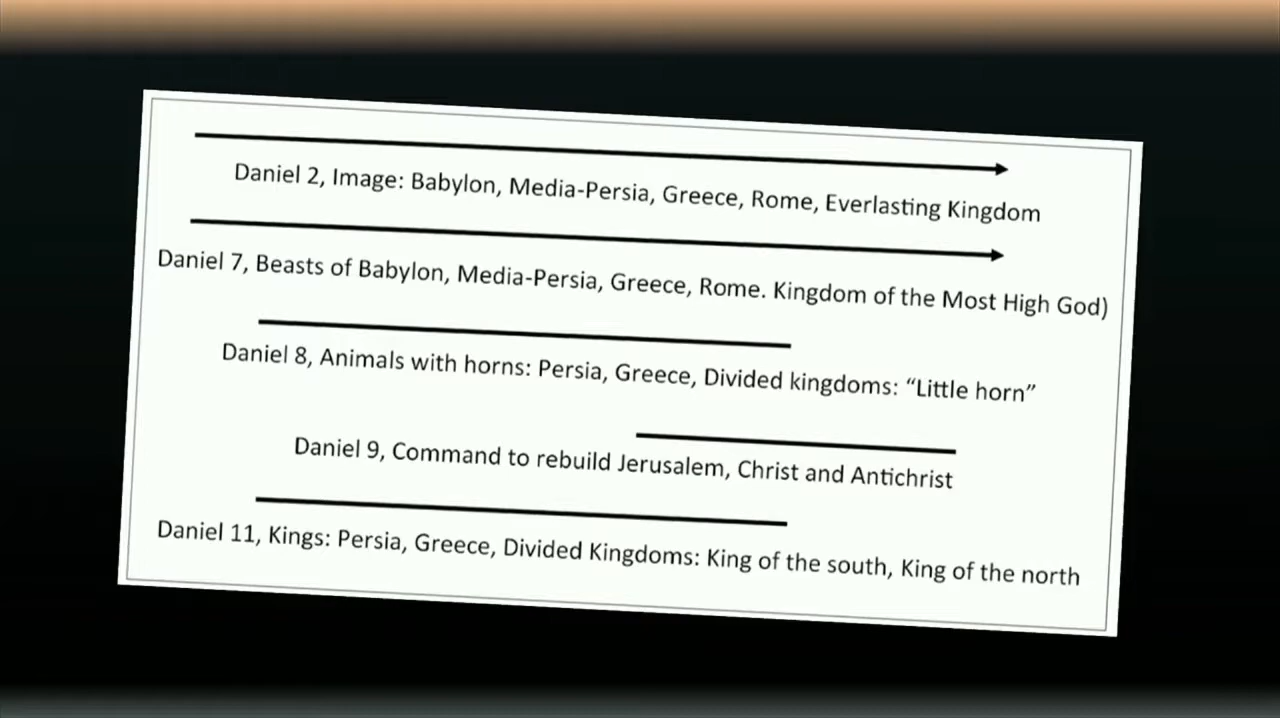 Daniel 2, Image: Babylon, Media-Persia, Greece, Rome, Everlasting Kingdom
Daniel 7, Beasts of Babylon, Media-Persia, Greece, Rome. Kingdom of the Most High God)
Daniel 8, Animals with horns: Persia, Greece, Divided kingdoms: “Little horn”
Daniel 9, Command to rebuild Jerusalem, Christ and Antichrist
Daniel 11, Kings: Persia, Greece, Divided Kingdoms: King of the south, King of the north